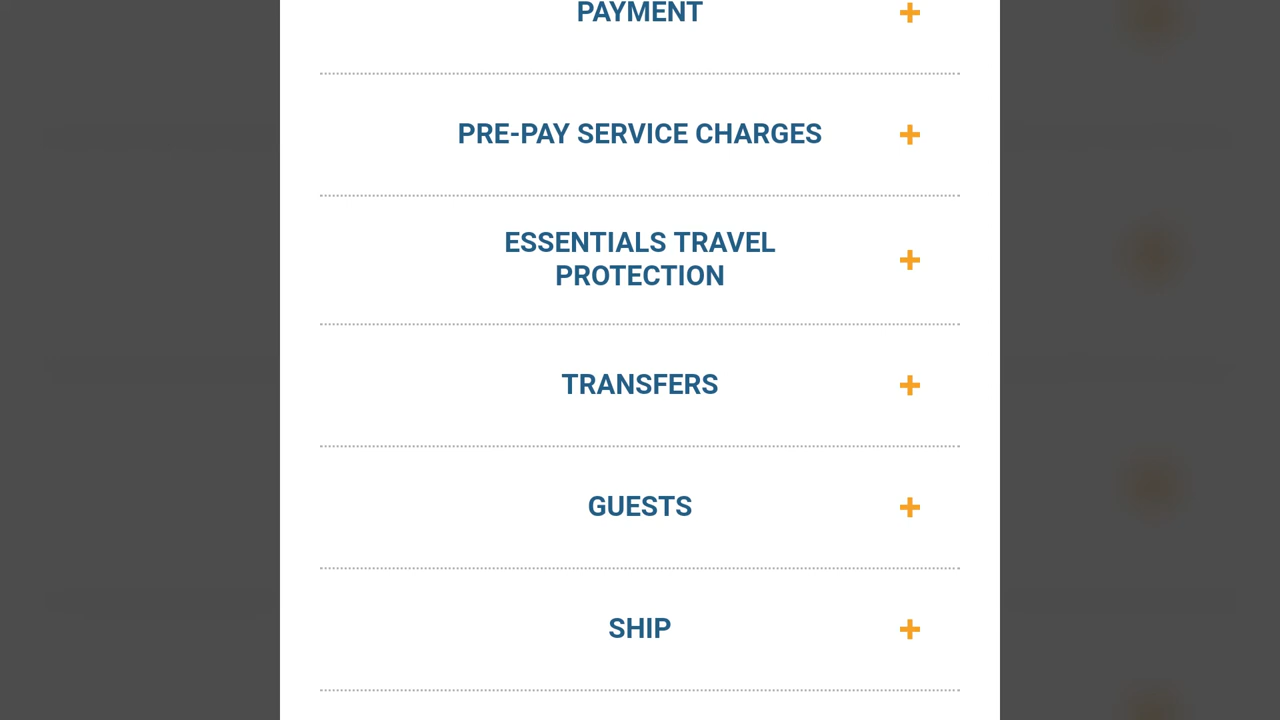 PAYMENT +
PRE-PAY SERVICE CHARGES +
ESSENTIALS TRAVEL
PROTECTION +
TRANSFERS +
GUESTS +
SHIP +